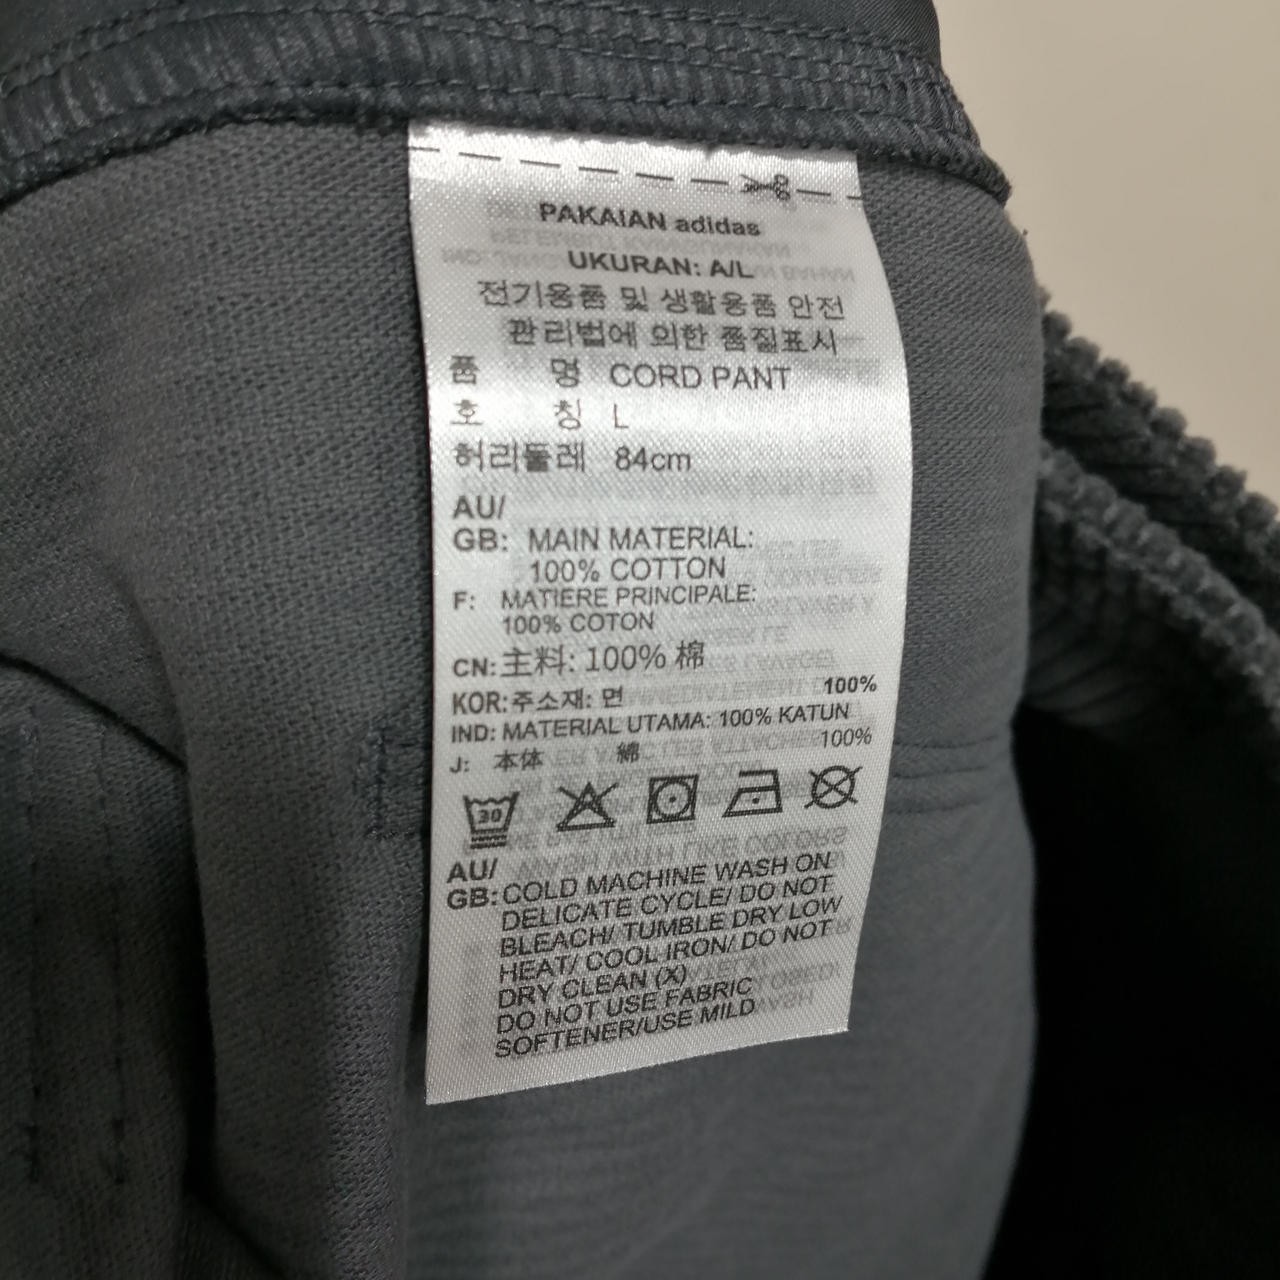 PAKAIAN adidas
UKURAN: A/L
전기용품 및 생활용품 안전
관리법에 의한 품질표시
품 명 CORD PANT
호 칭 L
허리둘레 84cm
AU/
GB: MAIN MATERIAL:
100% COTTON
F: MATIERE PRINCIPALE:
100% COTON
CN: 主料: 100% 棉
KOR: 주소재: 면 100%
IND: MATERIAL UTAMA: 100% KATUN
J: 本体 綿 100%
30
AU/
GB: COLD MACHINE WASH ON
DELICATE CYCLE/ DO NOT
BLEACH/ TUMBLE DRY LOW
HEAT/ COOL IRON/ DO NOT
DRY CLEAN (X)
DO NOT USE FABRIC
SOFTENER/USE MILD